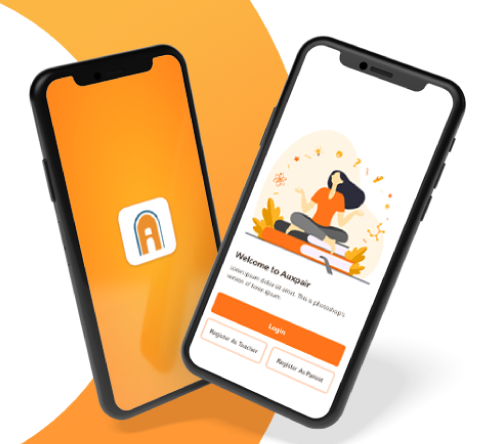 Welcome to Auxpair
Lorem ipsum dolor sit amet. This is photoshop's
version of lorem ipsum.
Login
Register As Teacher
Register As Parent